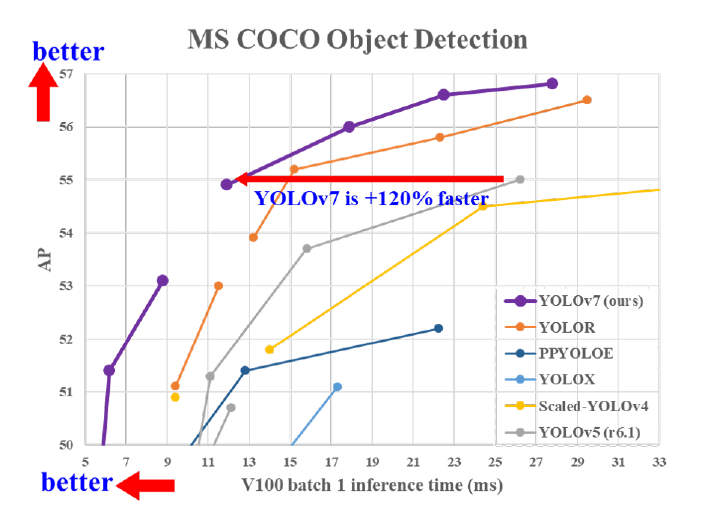 MS COCO Object Detection
better
57
56
55
54
53
52
51
50
AP
YOLOv7 is +120% faster
YOLOv7 (ours)
YOLOR
PPYOLOE
YOLOX
Scaled-YOLOv4
YOLOv5 (r6.1)
5 7 9 11 13 15 17 19 21 23 25 27 29 31 33
better
V100 batch 1 inference time (ms)